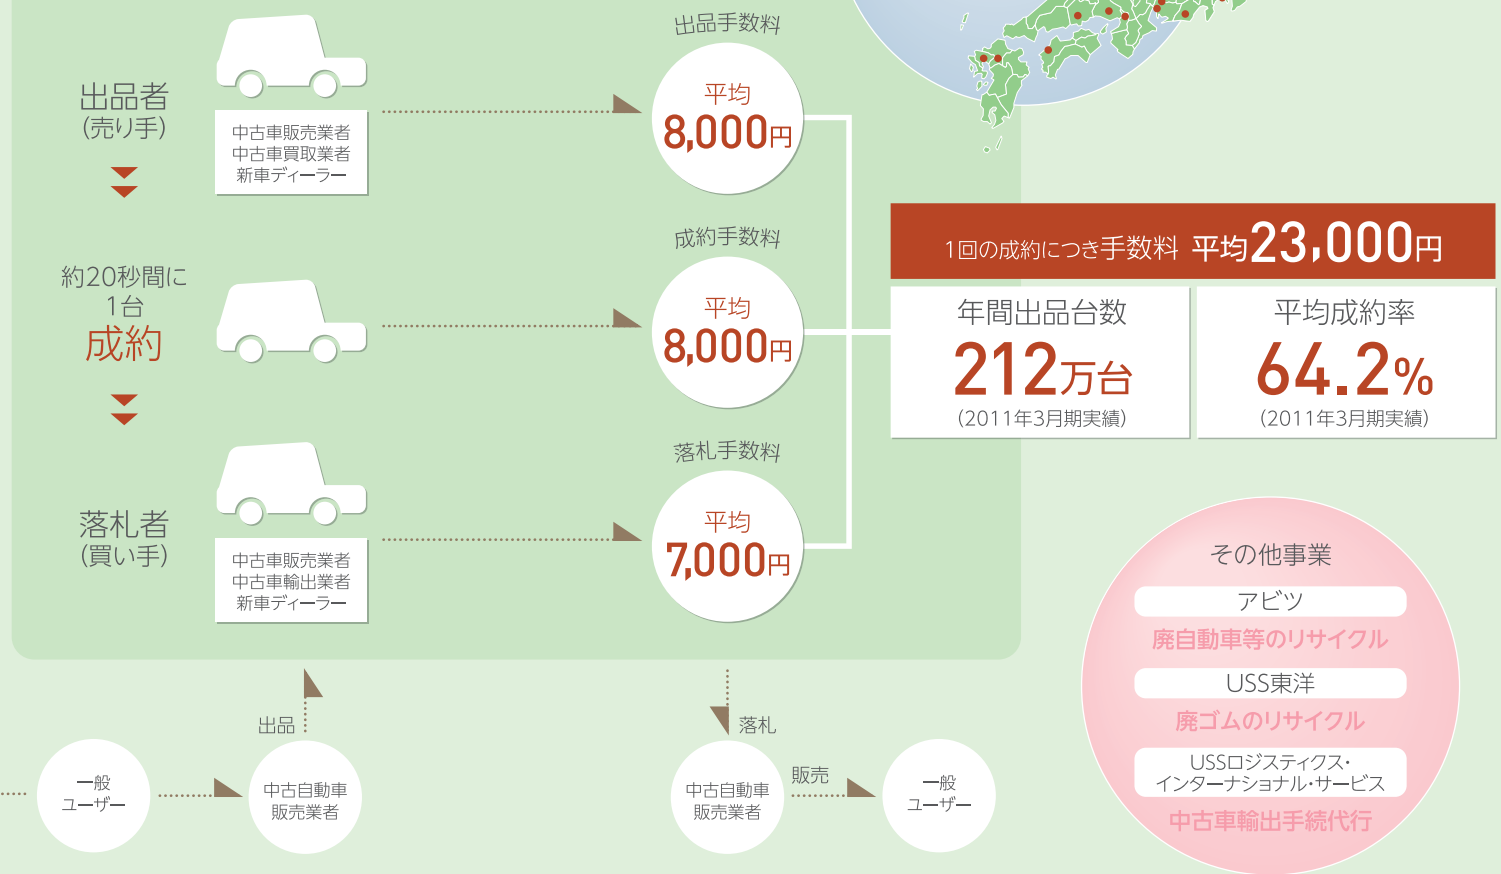 出品者
(売り手)
中古車販売業者
中古車買取業者
新車ディーラー
出品手数料
平均
8,000円
約20秒間に
1台
成約
成約手数料
平均
8,000円
落札者
(買い手)
中古車販売業者
中古車輸出業者
新車ディーラー
落札手数料
平均
7,000円
1回の成約につき手数料 平均23,000円
年間出品台数
212万台
(2011年3月期実績)
平均成約率
64.2%
(2011年3月期実績)
出品
落札
一般
ユーザー
中古自動車
販売業者
中古自動車
販売業者
販売
一般
ユーザー
その他事業
アビツ
廃自動車等のリサイクル
USS東洋
廃ゴムのリサイクル
USSロジスティクス・
インターナショナル・サービス
中古車輸出手続代行